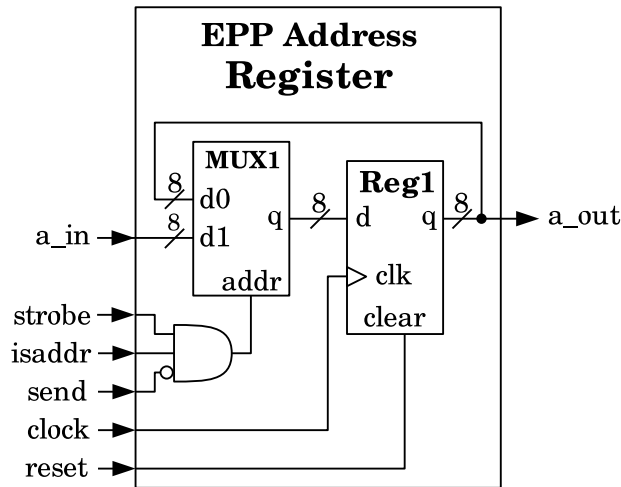 EPP Address
Register
MUX1
8
d0
8
a_in
d1
q
addr
8
Reg1
d
q
8
a_out
clk
clear
strobe
isaddr
send
clock
reset